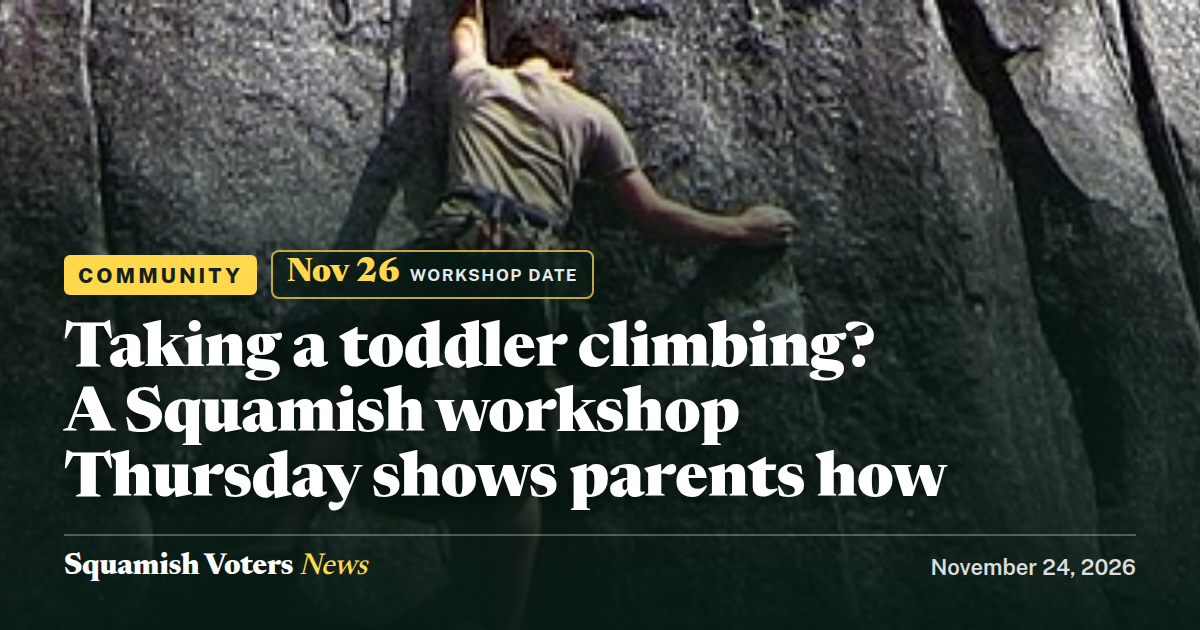 COMMUNITY
Nov 26 WORKSHOP DATE
Taking a toddler climbing?
A Squamish workshop
Thursday shows parents how
Squamish Voters News
November 24, 2026